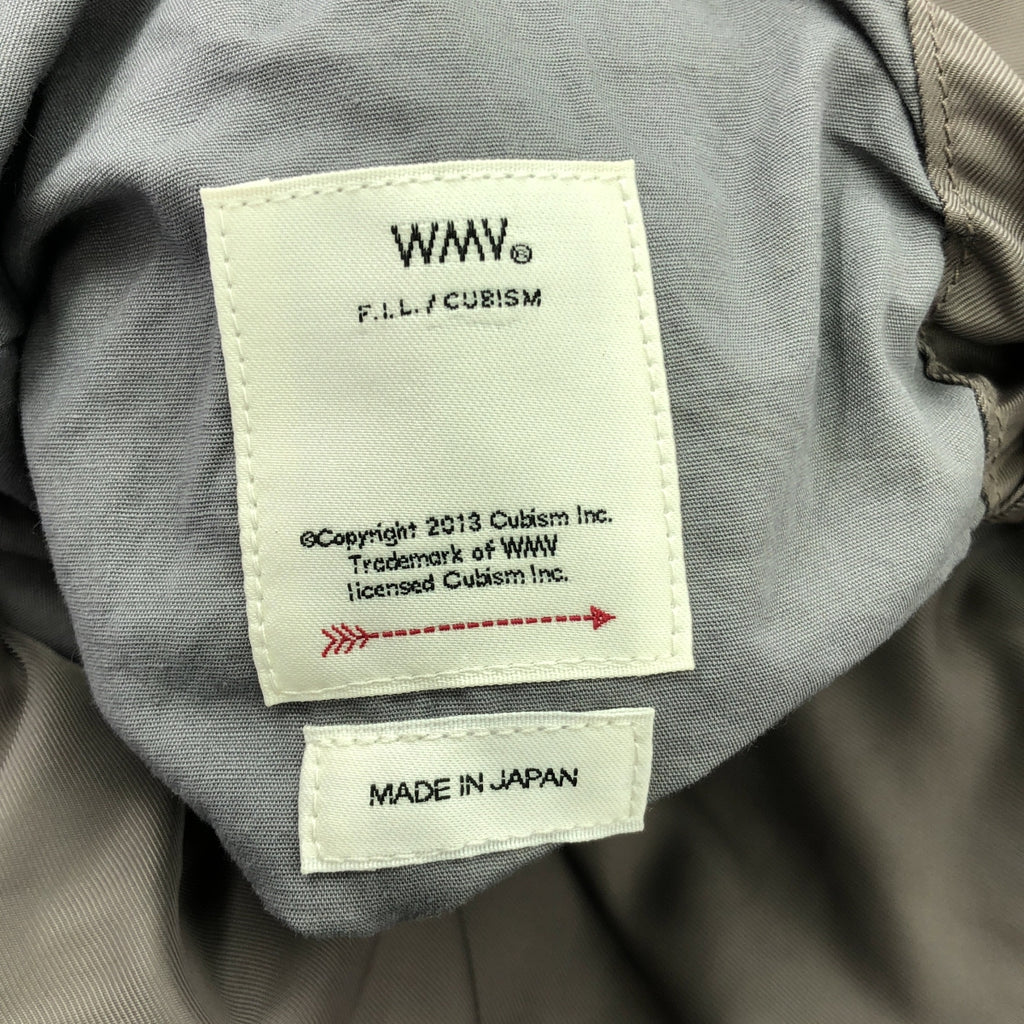 WMV®
F.I.L. / CUBISM
©Copyright 2013 Cubism Inc.
Trademark of WMV
licensed Cubism Inc.
MADE IN JAPAN